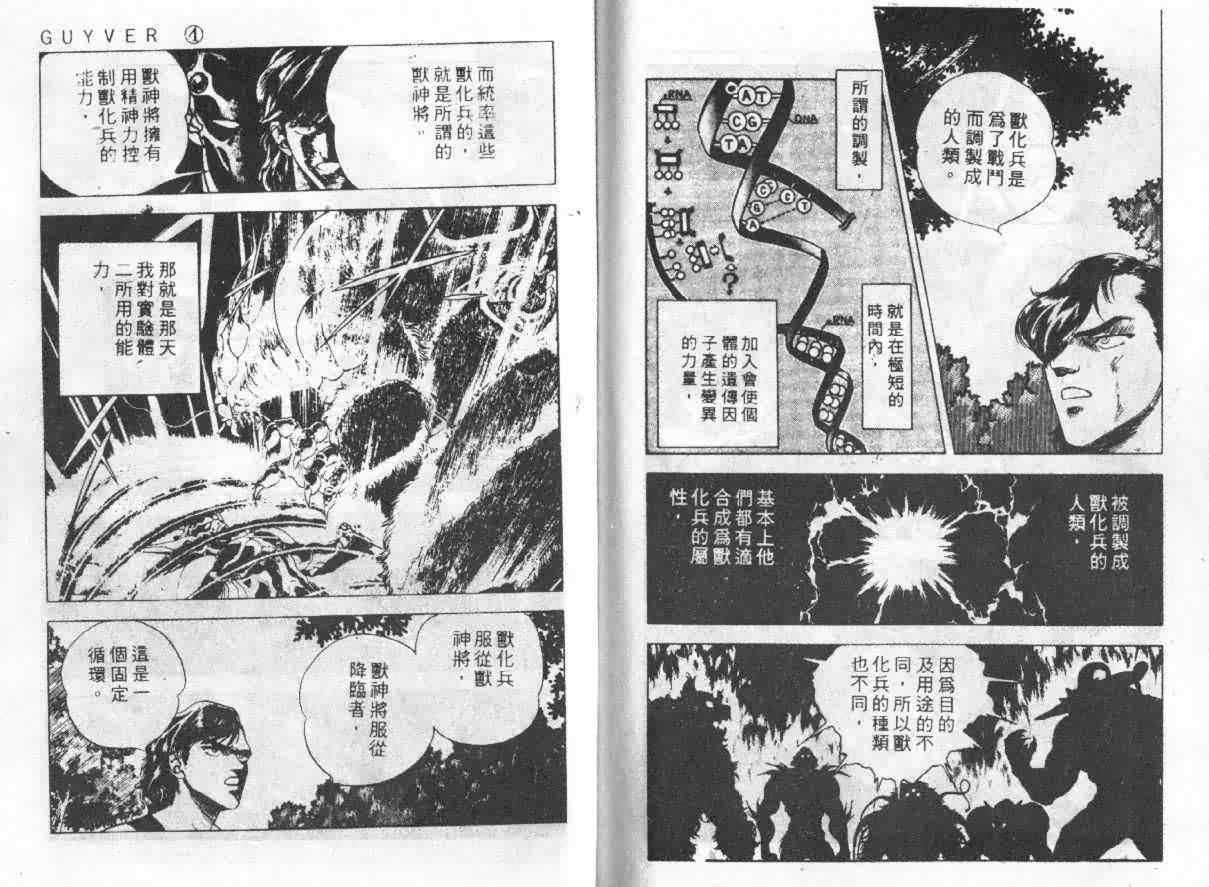 獸化兵是
爲了戰鬥
而調製成
的人類。
所謂的調製，
就是在極短的
時間內，
加入會使個
體的遺傳因
子產生變異
的力量，
RNA
DNA
CAT
CG
TA
G
GT
G
A
?
RNA
被調製成
獸化兵的
人類，
基本上他
們都有適
合成爲獸
化兵的屬
性，
因爲目的
及用途的不
同，所以獸
化兵的種類
也不同，
GUYVER ①
而統率這些
獸化兵的，
就是所謂的
獸神將。
獸神將擁有
用精神力控
制獸化兵的
能力，
那就是那天
我對實驗體
二所用的能
力，
獸化兵
服從獸
神將，
獸神將服從
降臨者，
這是一
個固定
循環。